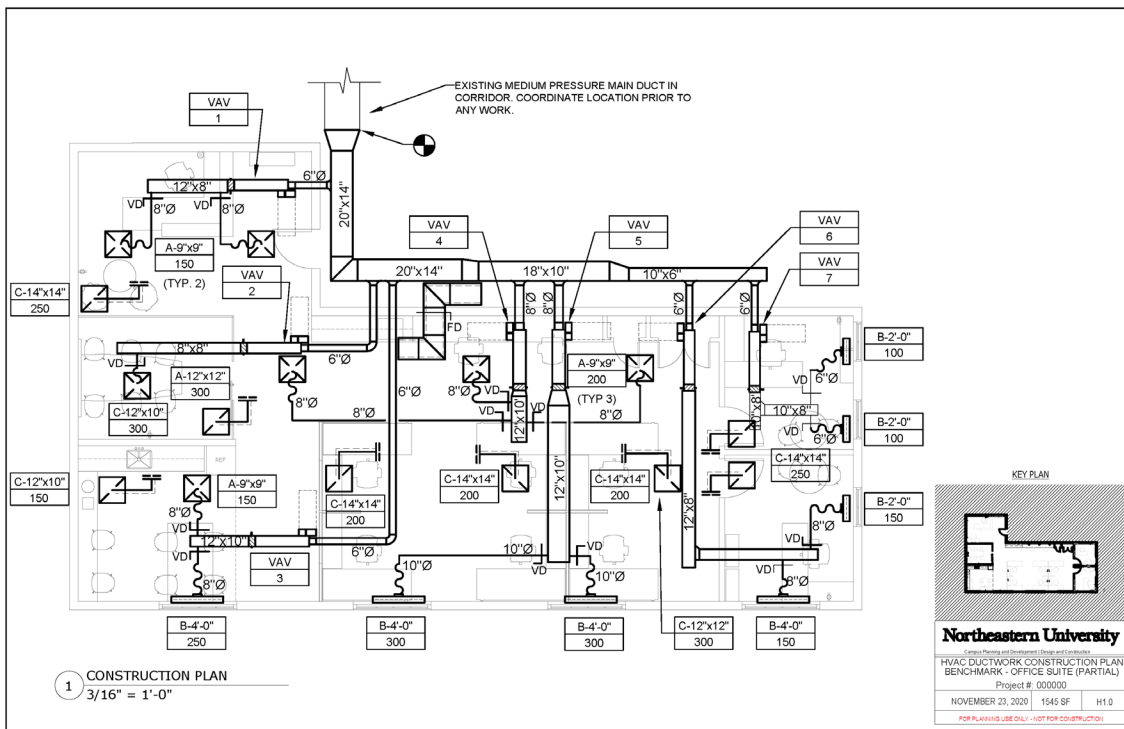 EXISTING MEDIUM PRESSURE MAIN DUCT IN
CORRIDOR. COORDINATE LOCATION PRIOR TO
ANY WORK.
VAV
1
6"Ø
12"x8"
VD
8"Ø
VD
8"Ø
20"x14"
A-9"x9"
150
(TYP. 2)
VAV
2
C-14"x14"
250
VAV
4
VAV
5
VAV
6
VAV
7
20"x14"
18"x10"
10"x6"
8"Ø
8"Ø
6"Ø
6"Ø
FD
8"x8"
6"Ø
VD
A-12"x12"
300
C-12"x10"
300
8"Ø
8"Ø
6"Ø
8"Ø
VD
VD
VD
12"x10"
A-9"x9"
200
(TYP 3)
8"Ø
B-2'-0"
100
6"Ø
VD
10"x8"
10"x8"
VD
6"Ø
B-2'-0"
100
C-14"x14"
250
C-12"x10"
150
A-9"x9"
150
REF
8"Ø
VD
12"x10"
VD
8"Ø
6"Ø
VAV
3
C-14"x14"
200
C-14"x14"
200
12"x10"
C-14"x14"
200
12"x8"
B-2'-0"
150
8"Ø
VD
VD
8"Ø
10"Ø
10"Ø
VD
VD
10"Ø
B-4'-0"
250
B-4'-0"
300
B-4'-0"
300
C-12"x12"
300
B-4'-0"
150
1
CONSTRUCTION PLAN
3/16" = 1'-0"
KEY PLAN
Northeastern University
Campus Planning and Development | Design and Construction
HVAC DUCTWORK CONSTRUCTION PLAN
BENCHMARK - OFFICE SUITE (PARTIAL)
Project #: 000000
NOVEMBER 23, 2020
1545 SF
H1.0
FOR PLANNING USE ONLY - NOT FOR CONSTRUCTION